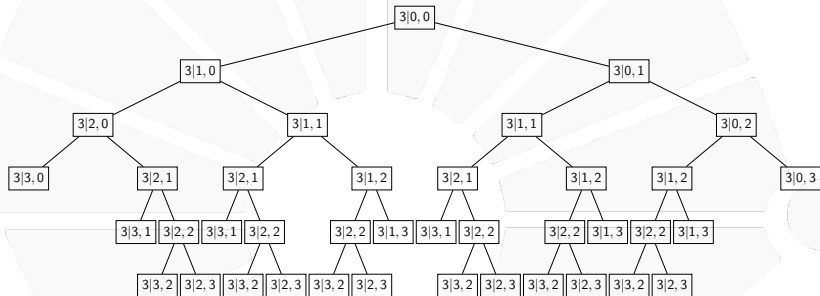 3|0, 0
3|1, 0 3|0, 1
3|2, 0 3|1, 1 3|1, 1 3|0, 2
3|3, 0 3|2, 1 3|2, 1 3|1, 2 3|2, 1 3|1, 2 3|1, 2 3|0, 3
3|3, 1 3|2, 2 3|3, 1 3|2, 2 3|2, 2 3|1, 3 3|3, 1 3|2, 2 3|2, 2 3|1, 3 3|2, 2 3|1, 3
3|3, 2 3|2, 3 3|3, 2 3|2, 3 3|3, 2 3|2, 3 3|3, 2 3|2, 3 3|3, 2 3|2, 3 3|3, 2 3|2, 3